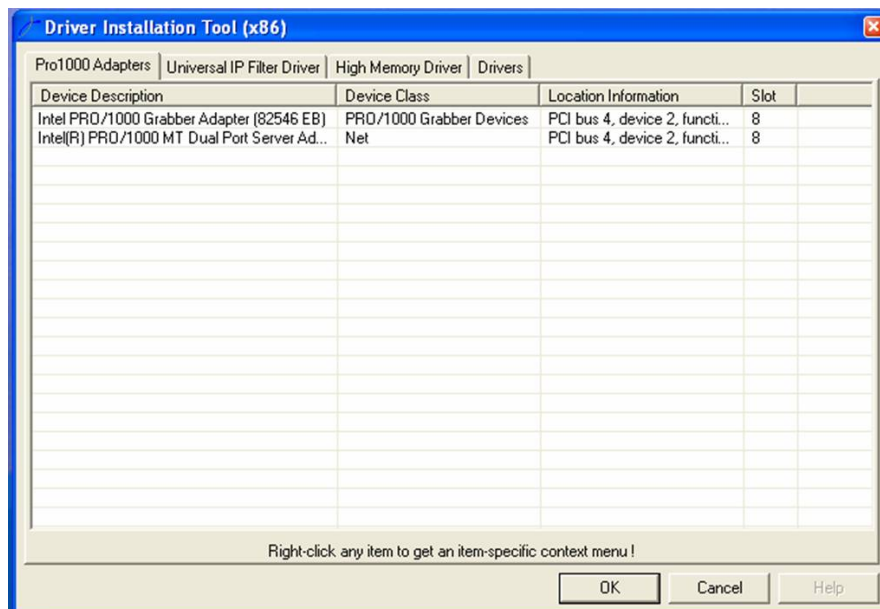 Driver Installation Tool (x86)
Pro1000 Adapters Universal IP Filter Driver High Memory Driver Drivers
Device Description Device Class Location Information Slot
Intel PRO/1000 Grabber Adapter (82546 EB) PRO/1000 Grabber Devices PCI bus 4, device 2, functi... 8
Intel(R) PRO/1000 MT Dual Port Server Ad... Net PCI bus 4, device 2, functi... 8
Right-click any item to get an item-specific context menu !
OK Cancel Help